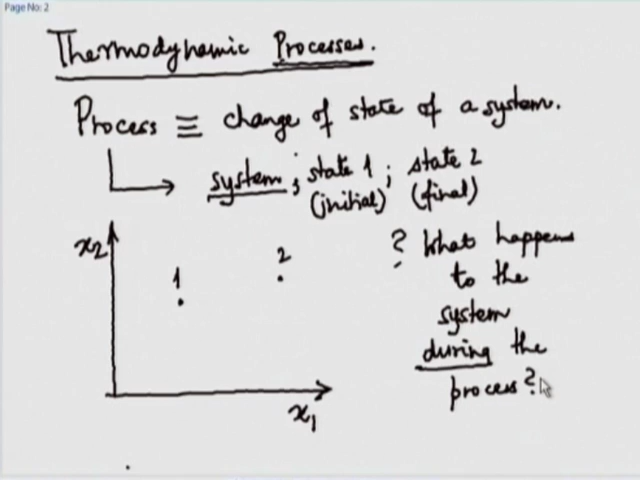 Page No: 2
Thermodynamic Processes.
Process ≡ change of state of a system.
system; state 1; state 2
(initial) (final)
x2
1
2
x1
? What happens
to the
system
during the
process?